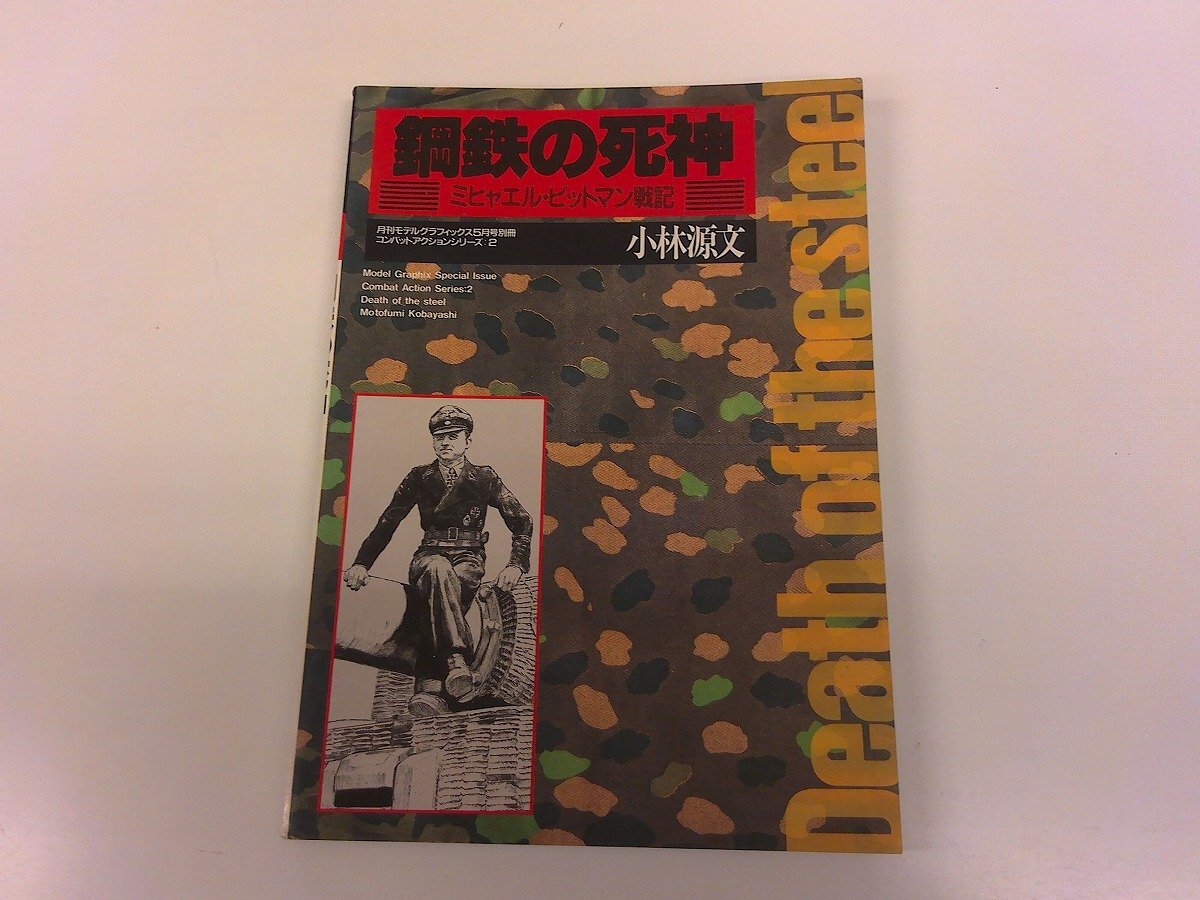 鋼鉄の死神
ミヒャエル・ビットマン戦記
月刊モデルグラフィックス5月号別冊
コンバットアクションシリーズ:2
小林源文
Model Graphix Special Issue
Combat Action Series:2
Death of the steel
Motofumi Kobayashi
Death of the steel